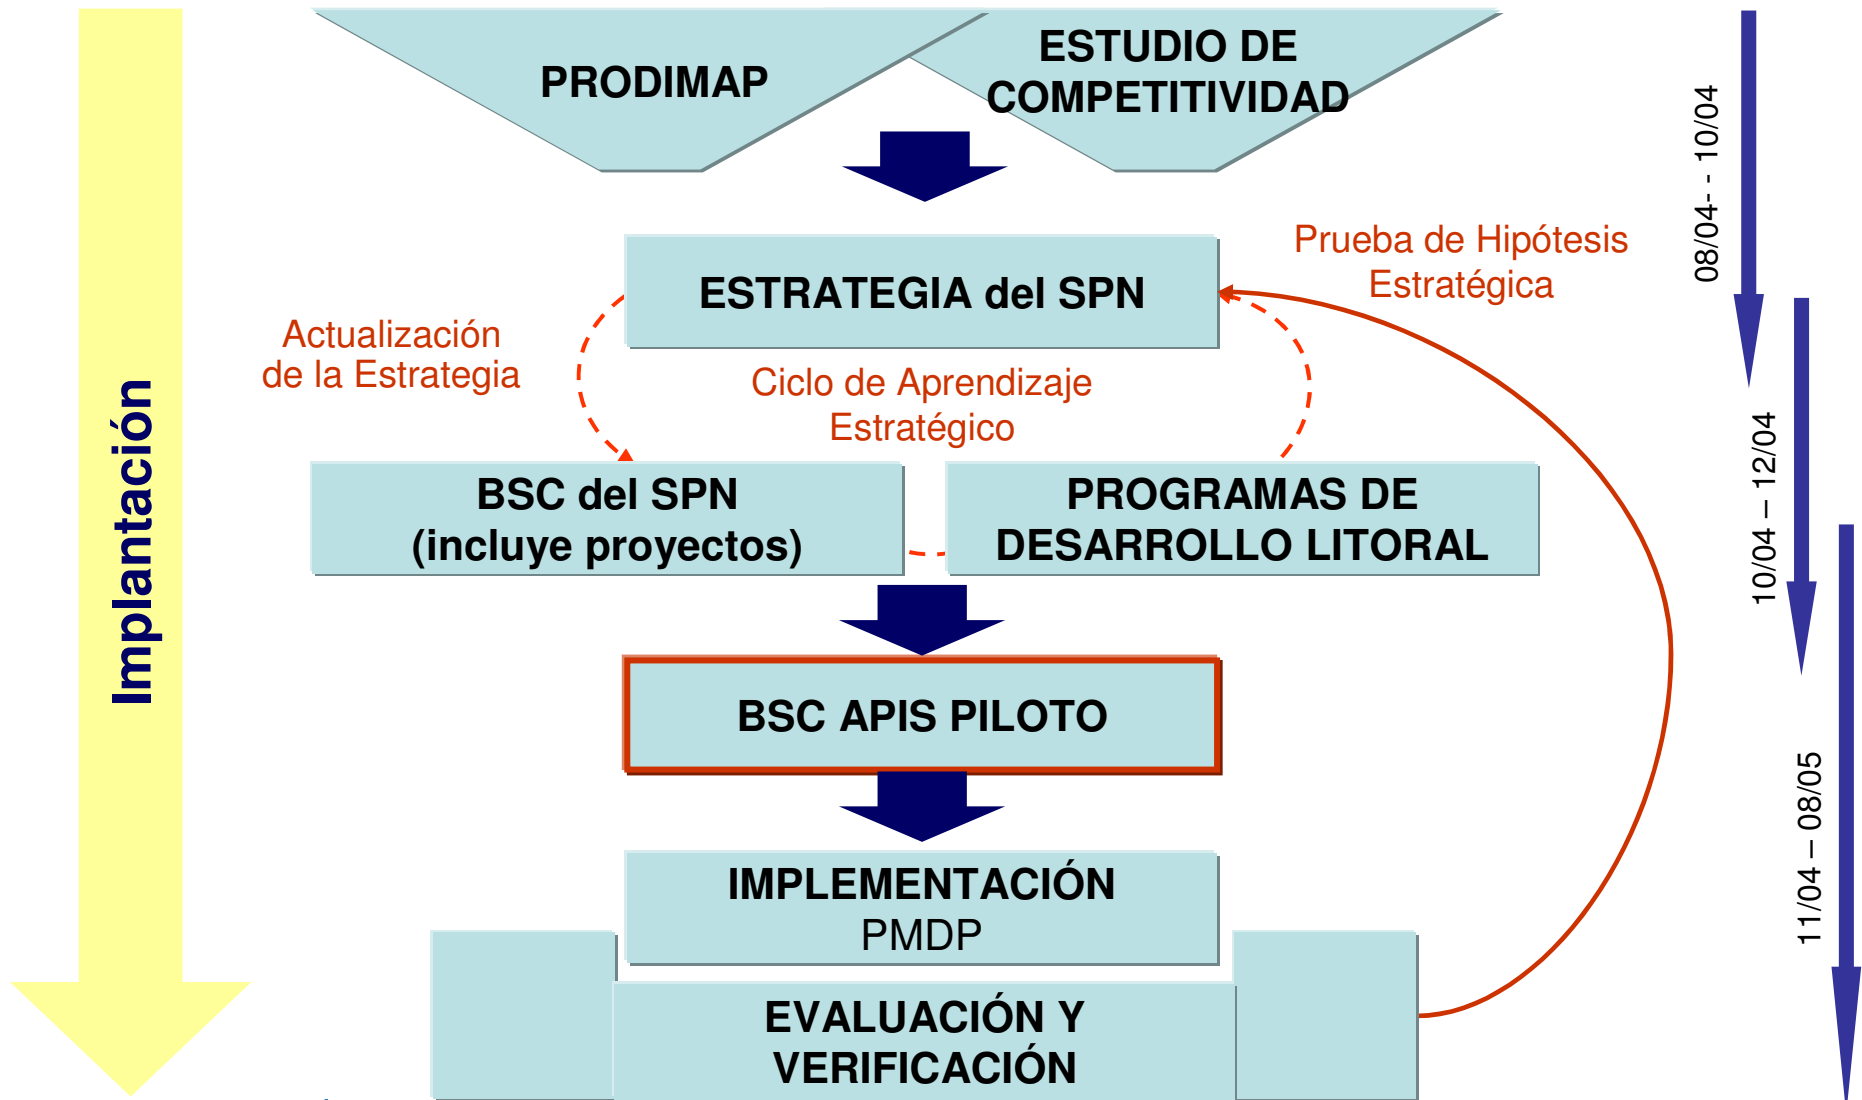 PRODIMAP
ESTUDIO DE
COMPETITIVIDAD
08/04- - 10/04
ESTRATEGIA del SPN
Prueba de Hipótesis
Estratégica
Actualización
de la Estrategia
Ciclo de Aprendizaje
Estratégico
Implantación
10/04 – 12/04
BSC del SPN
(incluye proyectos)
PROGRAMAS DE
DESARROLLO LITORAL
BSC APIS PILOTO
11/04 – 08/05
IMPLEMENTACIÓN
PMDP
EVALUACIÓN Y
VERIFICACIÓN